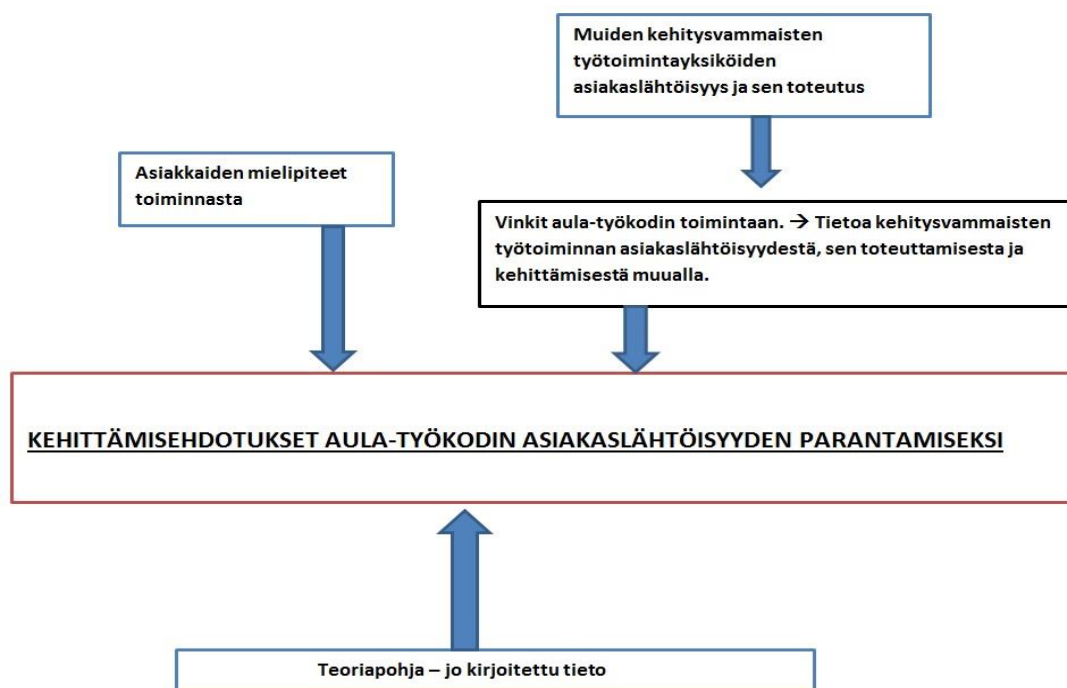 Muiden kehitysvammaisten
työtoimintayksiköiden
asiakaslähtöisyys ja sen toteutus
Asiakkaiden mielipiteet
toiminnasta
Vinkit aula-työkodin toimintaan. → Tietoa kehitysvammaisten
työtoiminnan asiakaslähtöisyydestä, sen toteuttamisesta ja
kehittämisestä muualla.
KEHITTÄMISEHDOTUKSET AULA-TYÖKODIN ASIAKASLÄHTÖISYYDEN PARANTAMISEKSI
Teoriapohja – jo kirjoitettu tieto